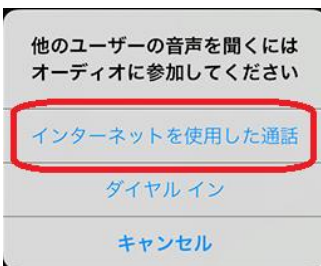 他のユーザーの音声を聞くには
オーディオに参加してください
インターネットを使用した通話
ダイヤル イン
キャンセル